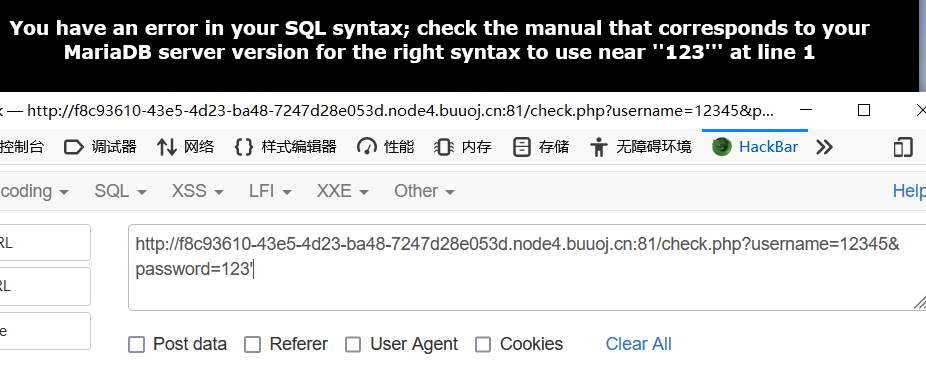 You have an error in your SQL syntax; check the manual that corresponds to your
MariaDB server version for the right syntax to use near ''123''' at line 1
— http://f8c93610-43e5-4d23-ba48-7247d28e053d.node4.buuoj.cn:81/check.php?username=12345&p...
控制台 调试器 网络 {} 样式编辑器 性能 内存 存储 无障碍环境 HackBar
coding SQL XSS LFI XXE Other Help
RL
http://f8c93610-43e5-4d23-ba48-7247d28e053d.node4.buuoj.cn:81/check.php?username=12345&
password=123'
RL
e
Post data Referer User Agent Cookies Clear All